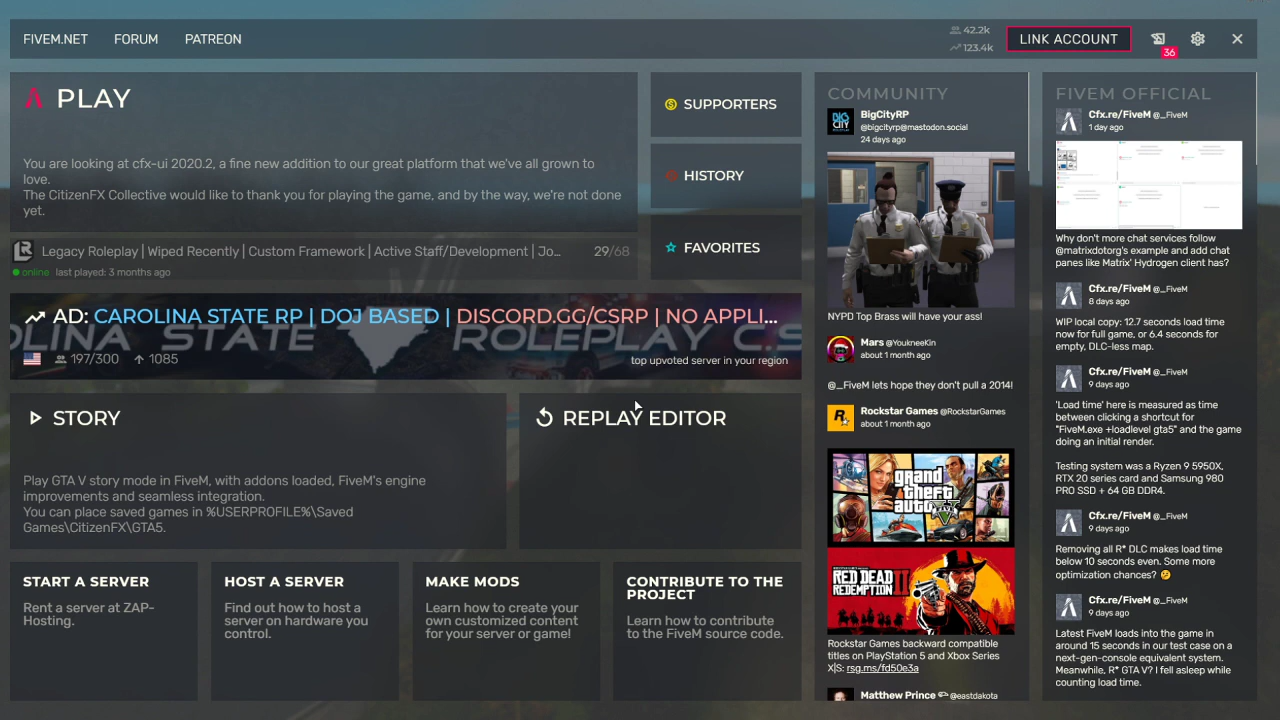 FIVEM.NET
FORUM
PATREON
42.2k
123.4k
LINK ACCOUNT
36
PLAY
You are looking at cfx-ui 2020.2, a fine new addition to our great platform that we've all grown to
love.
The CitizenFX Collective would like to thank you for playing the game, and by the way, we're not done
yet.
Legacy Roleplay | Wiped Recently | Custom Framework | Active Staff/Development | Jo...
29/68
online
last played: 3 months ago
SUPPORTERS
HISTORY
FAVORITES
AD: CAROLINA STATE RP | DOJ BASED | DISCORD.GG/CSRP | NO APPLI...
OLINA STATE ROLEPLAY C.S
197/300
1085
top upvoted server in your region
STORY
Play GTA V story mode in FiveM, with addons loaded, FiveM's engine
improvements and seamless integration.
You can place saved games in %USERPROFILE%\Saved
Games\CitizenFX\GTA5.
REPLAY EDITOR
START A SERVER
Rent a server at ZAP-
Hosting.
HOST A SERVER
Find out how to host a
server on hardware you
control.
MAKE MODS
Learn how to create your
own customized content
for your server or game!
CONTRIBUTE TO THE
PROJECT
Learn how to contribute
to the FiveM source code.
COMMUNITY
BIG
CITY
BigCityRP
@bigcityrp@mastodon.social
24 days ago
NYPD Top Brass will have your ass!
Mars @YoukneeKin
about 1 month ago
@_FiveM lets hope they don't pull a 2014!
Rockstar Games @RockstarGames
about 1 month ago
grand
theft
auto
V
RED DEAD
REDEMPTION
II
Rockstar Games backward compatible
titles on PlayStation 5 and Xbox Series
X|S: rsg.ms/fd50e3a
Matthew Prince @eastdakota
FIVEM OFFICIAL
Cfx.re/FiveM @_FiveM
1 day ago
Why don't more chat services follow
@matrixdotorg's example and add chat
panes like Matrix' Hydrogen client has?
Cfx.re/FiveM @_FiveM
8 days ago
WIP local copy: 12.7 seconds load time
now for full game, or 6.4 seconds for
empty, DLC-less map.
Cfx.re/FiveM @_FiveM
9 days ago
'Load time' here is measured as time
between clicking a shortcut for
"FiveM.exe +loadlevel gta5" and the game
doing an initial render.
Testing system was a Ryzen 9 5950X,
RTX 20 series card and Samsung 980
PRO SSD + 64 GB DDR4.
Cfx.re/FiveM @_FiveM
9 days ago
Removing all R* DLC makes load time
below 10 seconds even. Some more
optimization chances? 🤔
Cfx.re/FiveM @_FiveM
9 days ago
Latest FiveM loads into the game in
around 15 seconds in our test case on a
next-gen-console equivalent system.
Meanwhile, R* GTA V? I fell asleep while
counting load time.